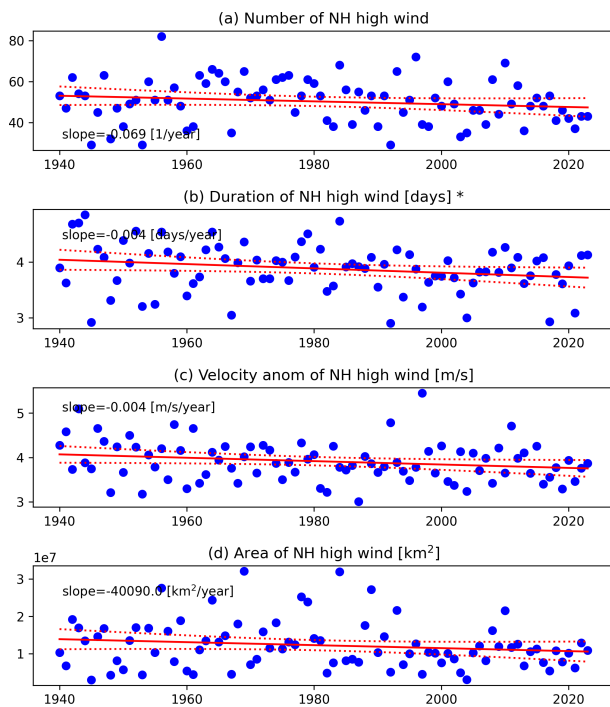 (a) Number of NH high wind
80
60
40
slope=-0.069 [1/year]
1940 1960 1980 2000 2020
(b) Duration of NH high wind [days] *
slope=-0.004 [days/year]
4
3
1940 1960 1980 2000 2020
(c) Velocity anom of NH high wind [m/s]
5
slope=-0.004 [m/s/year]
4
3
1940 1960 1980 2000 2020
1e7
(d) Area of NH high wind [km²]
3
slope=-40090.0 [km²/year]
2
1
1940 1960 1980 2000 2020